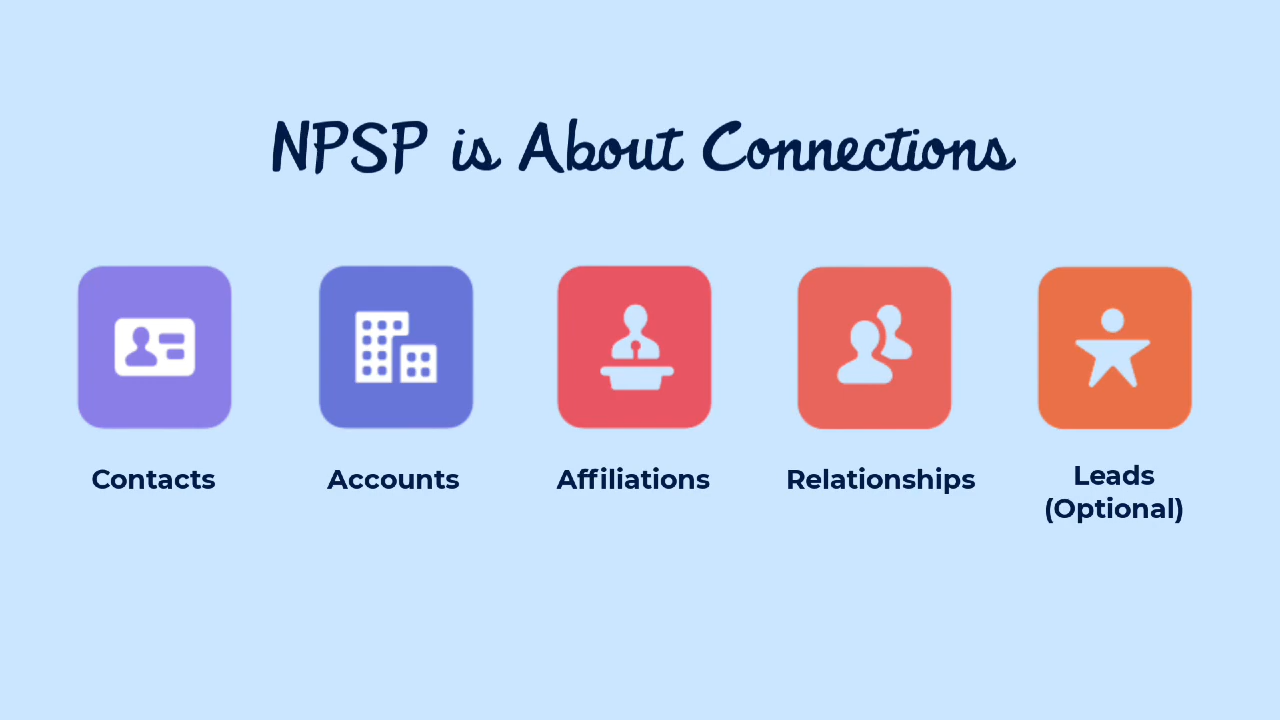 NPSP is About Connections
Contacts
Accounts
Affiliations
Relationships
Leads
(Optional)